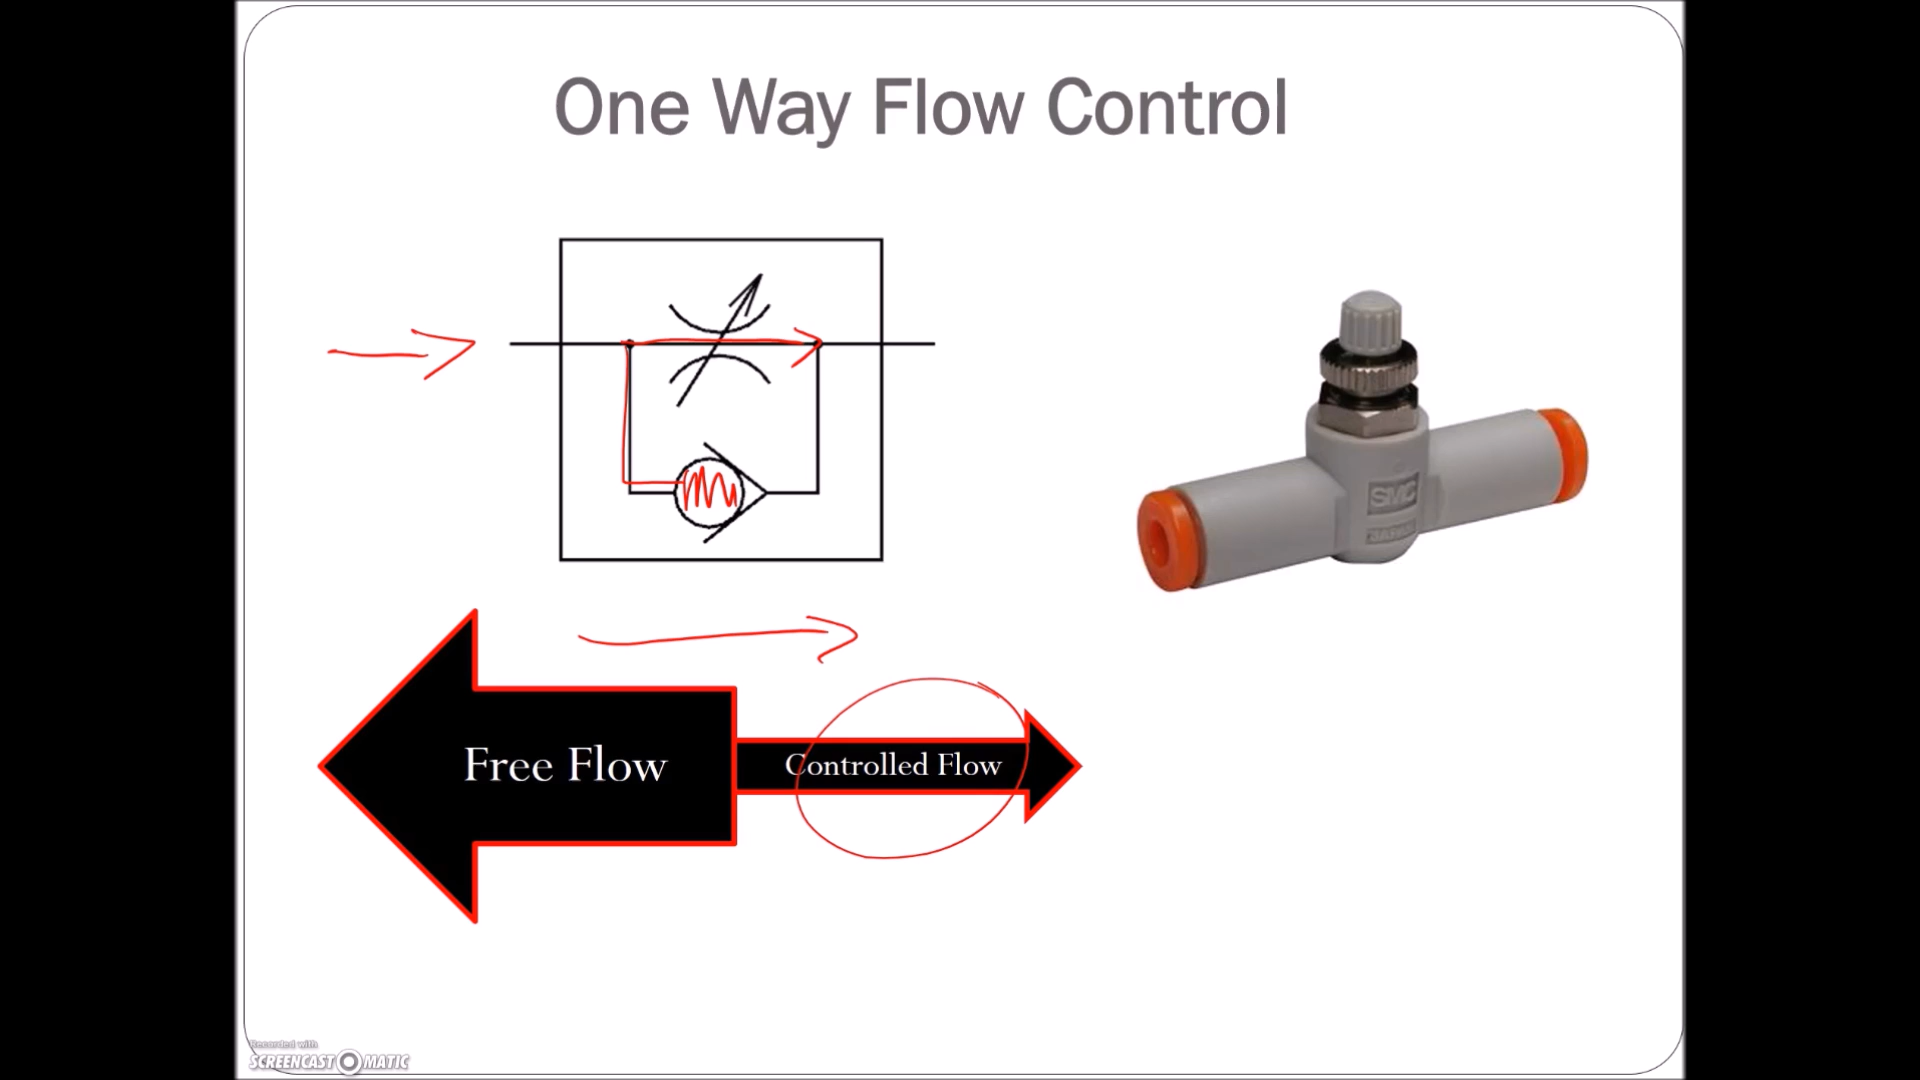 One Way Flow Control
SMC
Free Flow
Controlled Flow
Recorded with
SCREENCAST MATIC